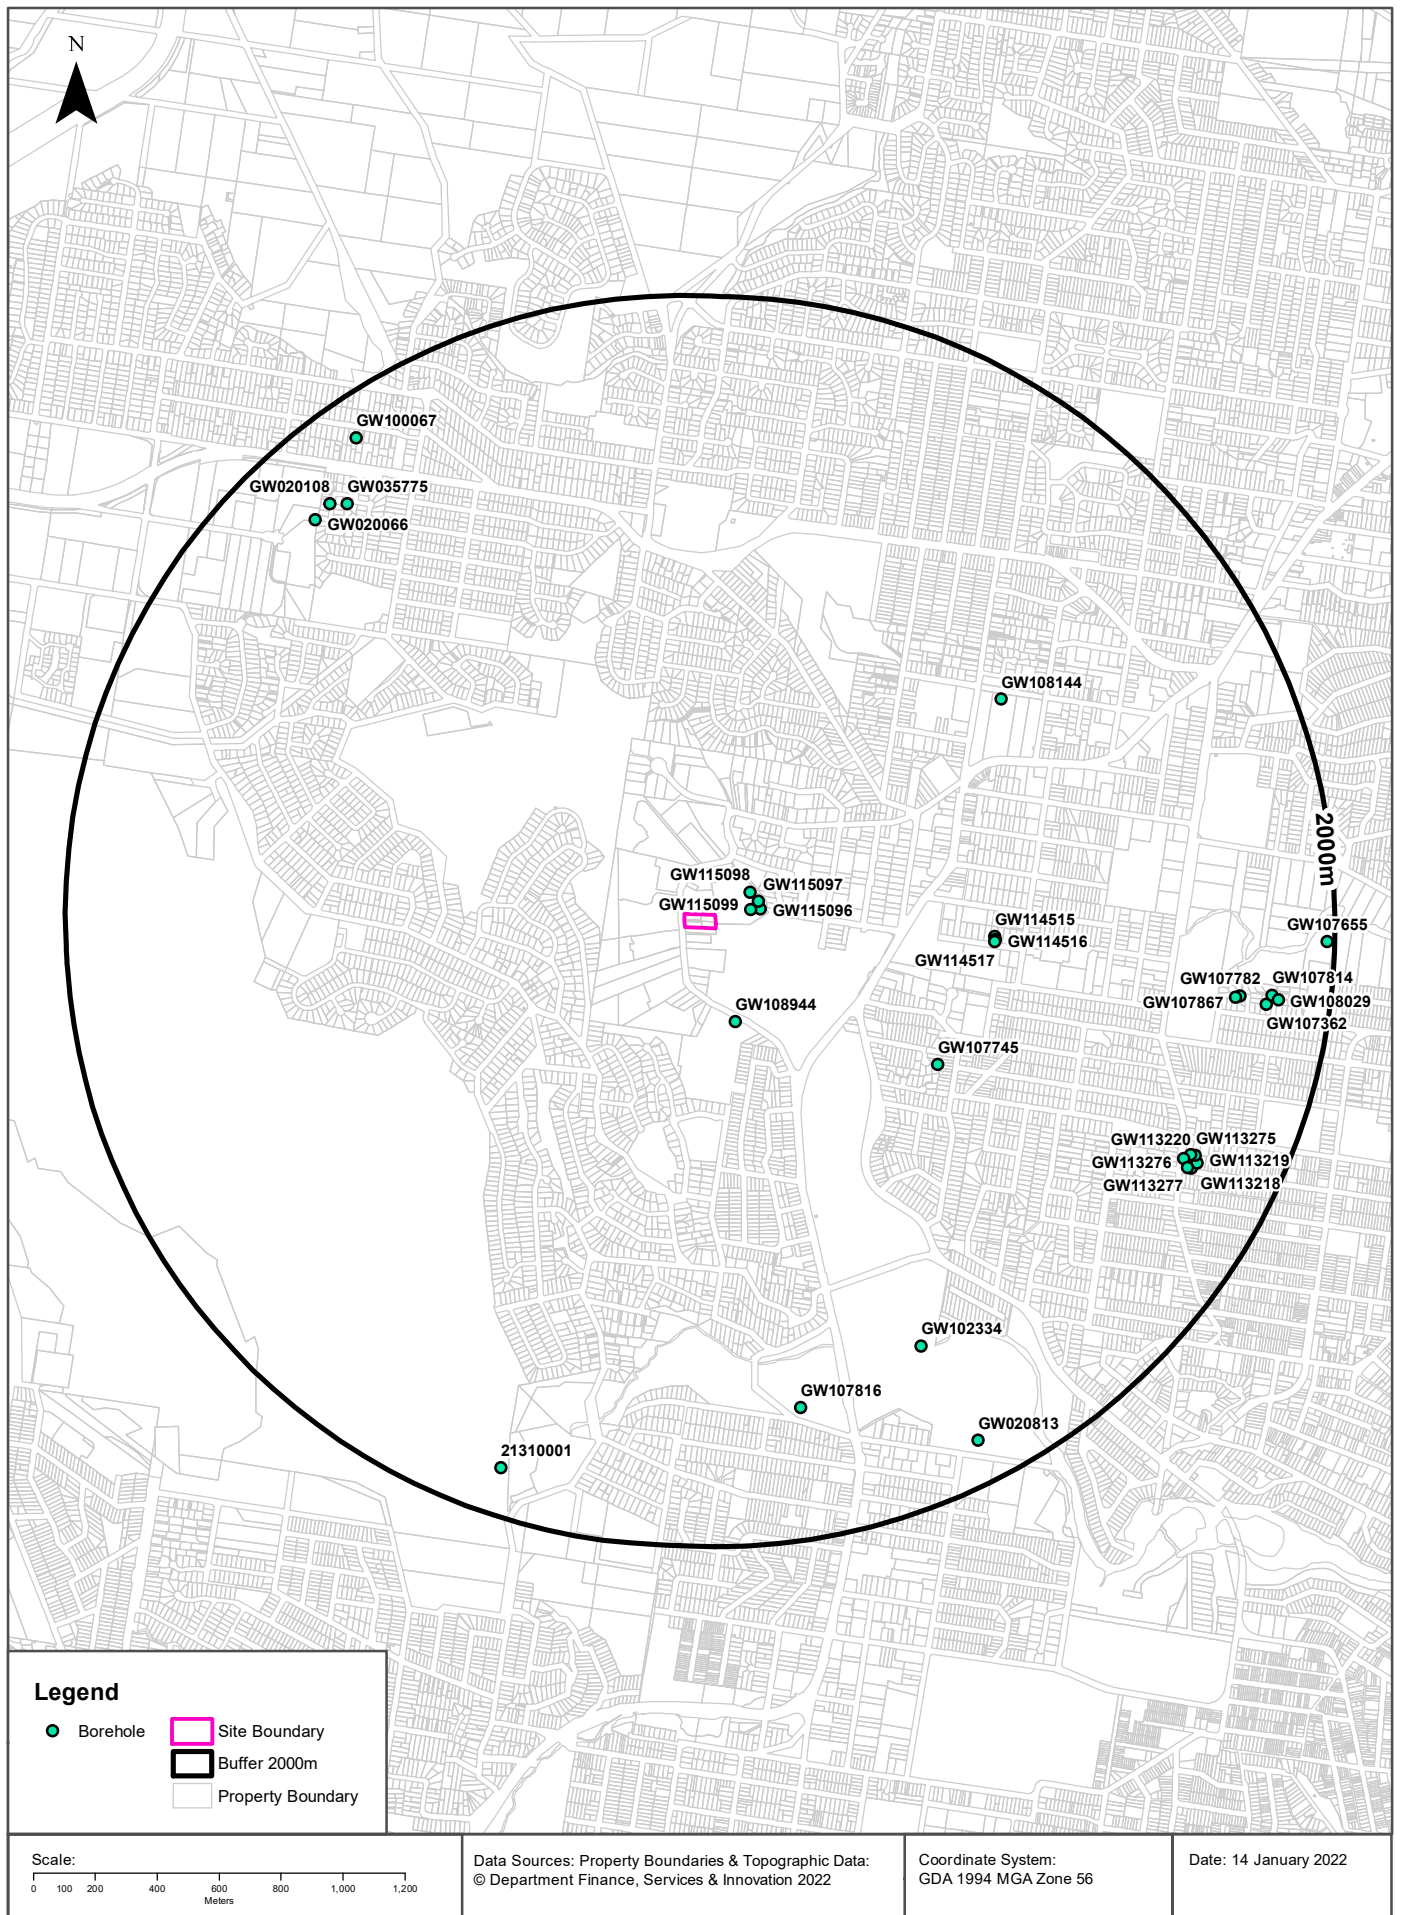 N
GW100067
GW020108
GW035775
GW020066
GW108144
2000m
GW115098
GW115097
GW115099
GW115096
GW114515
GW114516
GW114517
GW107655
GW107782
GW107814
GW107867
GW108029
GW107362
GW108944
GW107745
GW113220
GW113275
GW113276
GW113219
GW113277
GW113218
GW102334
GW107816
GW020813
21310001
Legend
Borehole
Site Boundary
Buffer 2000m
Property Boundary
Scale:
0 100 200 400 600 800 1,000 1,200
Meters
Data Sources: Property Boundaries & Topographic Data:
© Department Finance, Services & Innovation 2022
Coordinate System:
GDA 1994 MGA Zone 56
Date: 14 January 2022